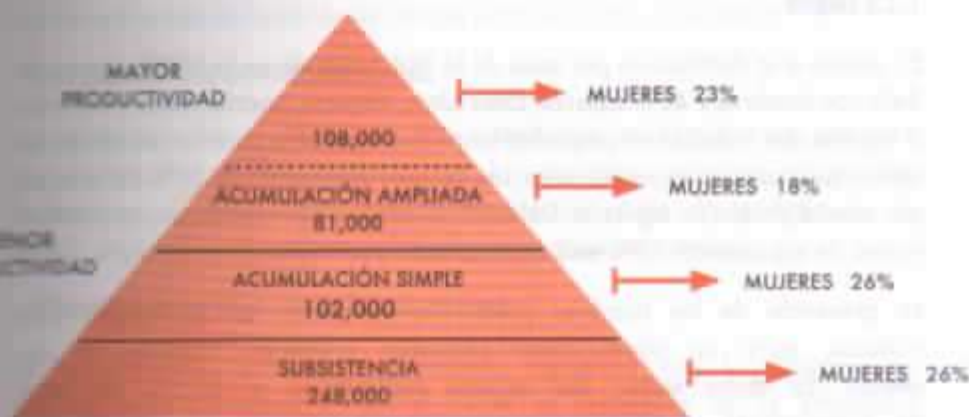 MAYOR
PRODUCTIVIDAD
MUJERES 23%
108,000
ACUMULACIÓN AMPLIADA
81,000
MUJERES 18%
ACUMULACIÓN SIMPLE
102,000
MUJERES 26%
SUBSISTENCIA
248,000
MUJERES 26%